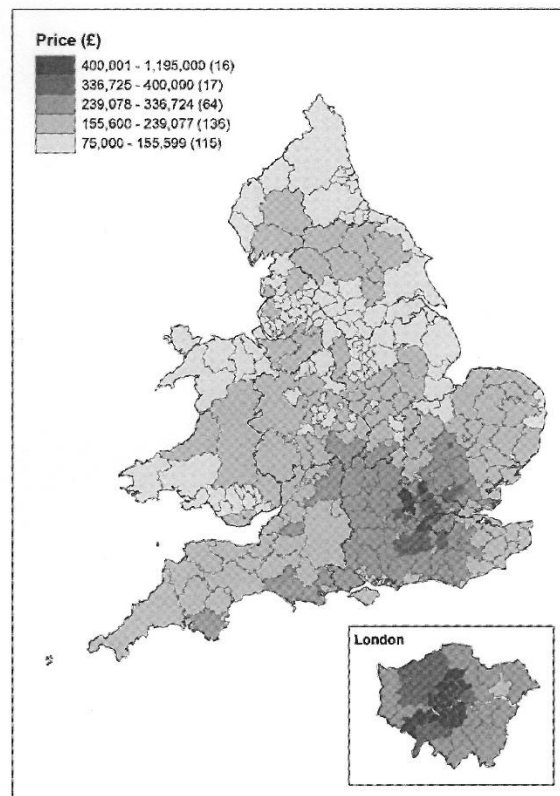 Price (£)
400,001 - 1,195,000 (16)
336,725 - 400,000 (17)
239,078 - 336,724 (64)
155,600 - 239,077 (136)
75,000 - 155,599 (115)
London